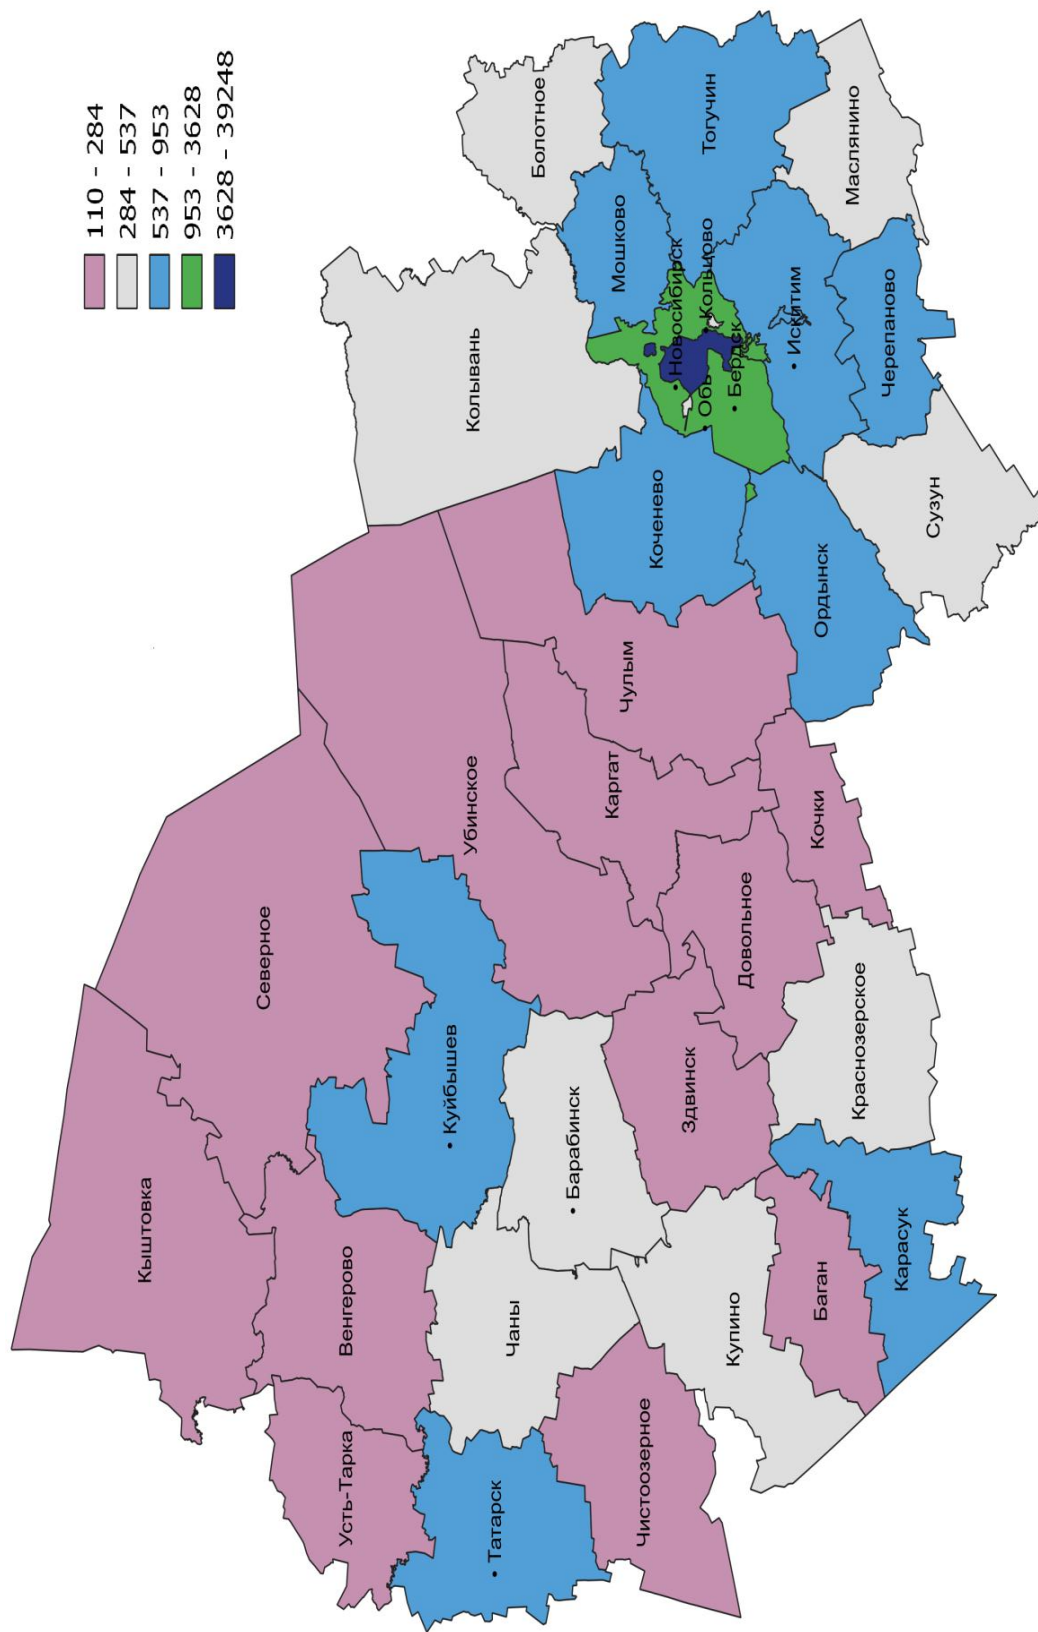 110 - 284
284 - 537
537 - 953
953 - 3628
3628 - 39248
Кыштовка
Северное
Усть-Тарка
Венгерово
Куйбышев
Убинское
Колывань
Болотное
Татарск
Чаны
Барабинск
Каргат
Чулым
Коченево
Мошково
Новосибирск
Обь
Кольцово
Тогучин
Бердск
Чистоозерное
Здвинск
Довольное
Купино
Баган
Кочки
Ордынск
Искитим
Маслянино
Карасук
Краснозерское
Сузун
Черепаново